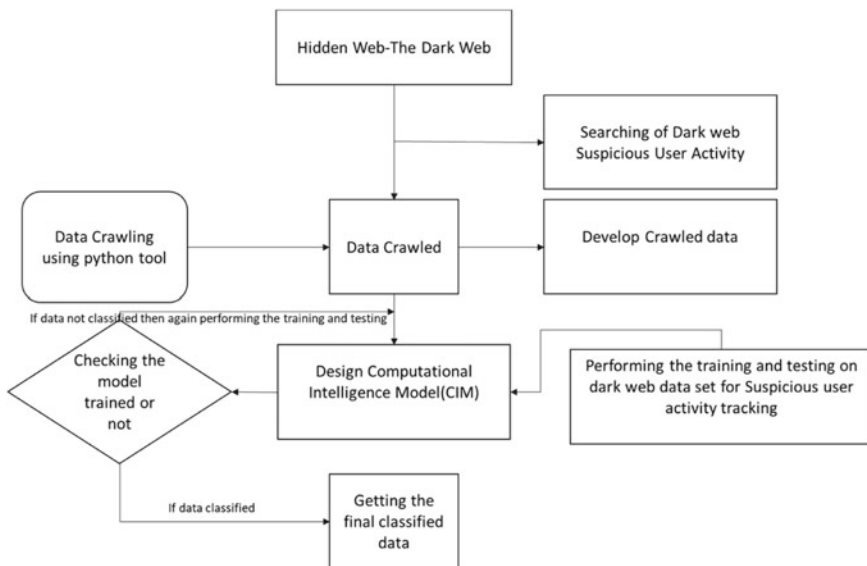 Hidden Web-The Dark Web
Searching of Dark web
Suspicious User Activity
Data Crawling
using python tool
Data Crawled
Develop Crawled data
If data not classified then again performing the training and testing
Checking the
model
trained or
not
Design Computational
Intelligence Model(CIM)
Performing the training and testing on
dark web data set for Suspicious user
activity tracking
If data classified
Getting the
final classified
data